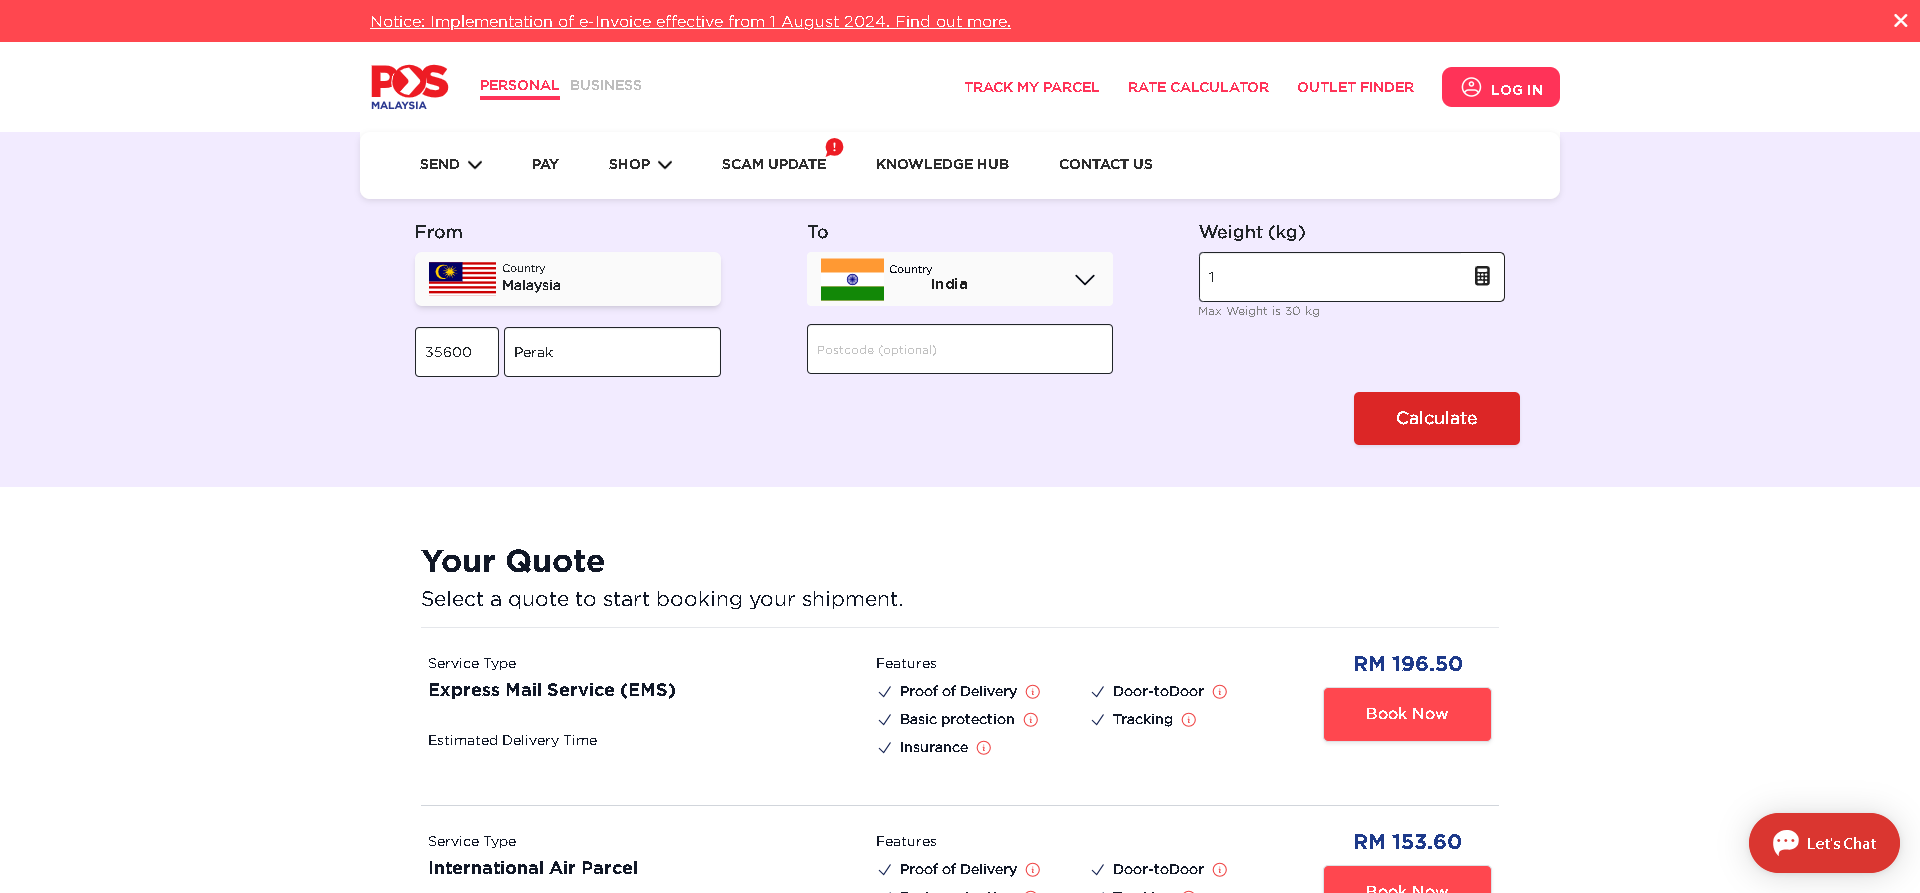 Notice: Implementation of e-Invoice effective from 1 August 2024. Find out more.
POS MALAYSIA
PERSONAL BUSINESS
TRACK MY PARCEL RATE CALCULATOR OUTLET FINDER LOG IN
SEND PAY SHOP SCAM UPDATE ! KNOWLEDGE HUB CONTACT US
From To Weight (kg)
Country
Malaysia
Country
India
1
Max Weight is 30 kg
35600 Perak
Postcode (optional)
Calculate
Your Quote
Select a quote to start booking your shipment.
Service Type
Express Mail Service (EMS)
Estimated Delivery Time
Features
Proof of Delivery Door-toDoor
Basic protection Tracking
Insurance
RM 196.50
Book Now
Service Type
International Air Parcel
Features
Proof of Delivery Door-toDoor
RM 153.60
Book Now
Let's Chat